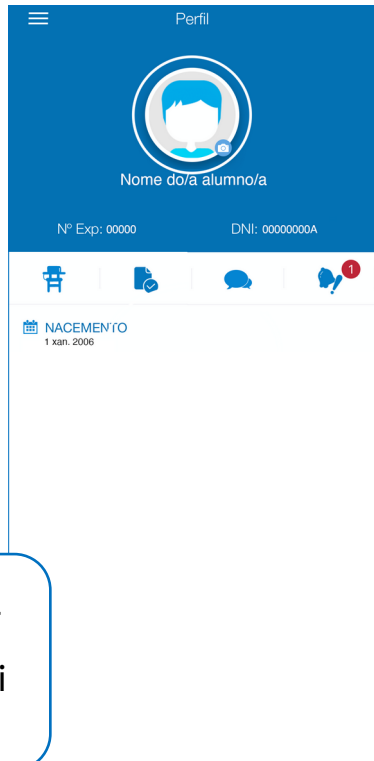 Perfil
Nome do/a alumno/a
Nº Exp: 00000 DNI: 00000000A
1
NACEMENTO
1 xan. 2006
i